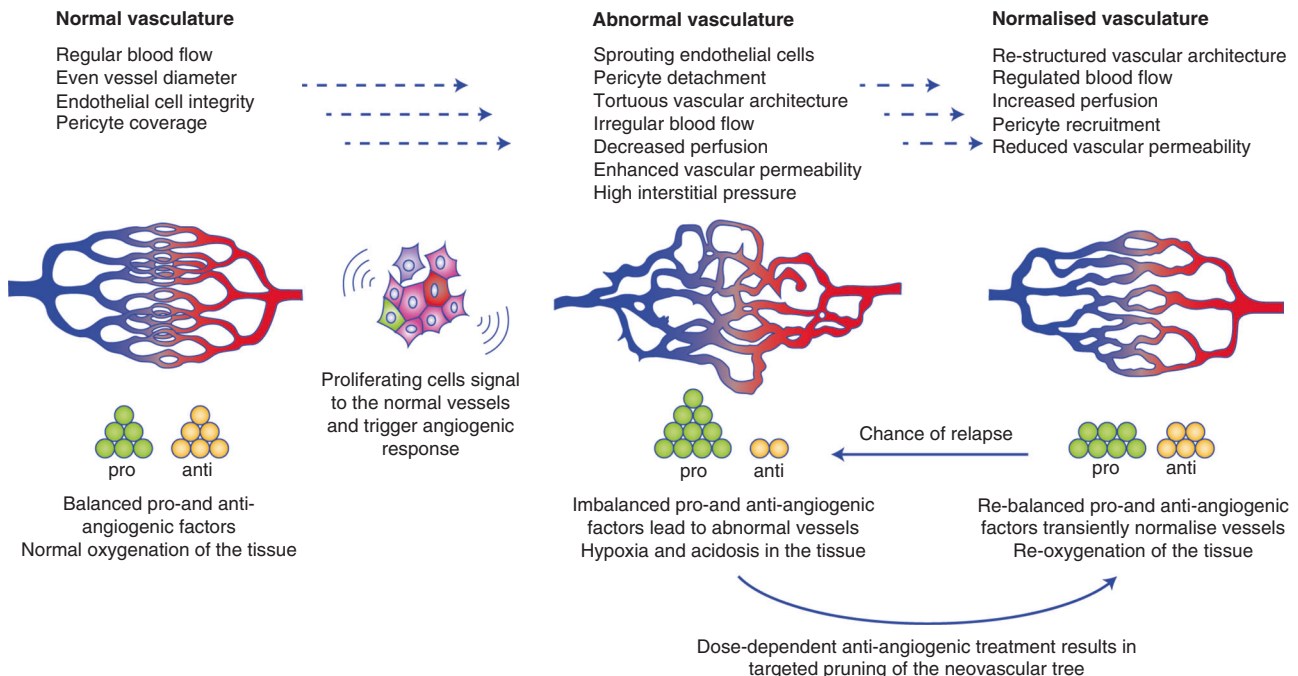 Normal vasculature
Regular blood flow
Even vessel diameter
Endothelial cell integrity
Pericyte coverage
Abnormal vasculature
Sprouting endothelial cells
Pericyte detachment
Tortuous vascular architecture
Irregular blood flow
Decreased perfusion
Enhanced vascular permeability
High interstitial pressure
Normalised vasculature
Re-structured vascular architecture
Regulated blood flow
Increased perfusion
Pericyte recruitment
Reduced vascular permeability
pro
anti
Balanced pro-and anti-
angiogenic factors
Normal oxygenation of the tissue
Proliferating cells signal
to the normal vessels
and trigger angiogenic
response
pro
anti
Imbalanced pro-and anti-angiogenic
factors lead to abnormal vessels
Hypoxia and acidosis in the tissue
Chance of relapse
pro
anti
Re-balanced pro-and anti-angiogenic
factors transiently normalise vessels
Re-oxygenation of the tissue
Dose-dependent anti-angiogenic treatment results in
targeted pruning of the neovascular tree